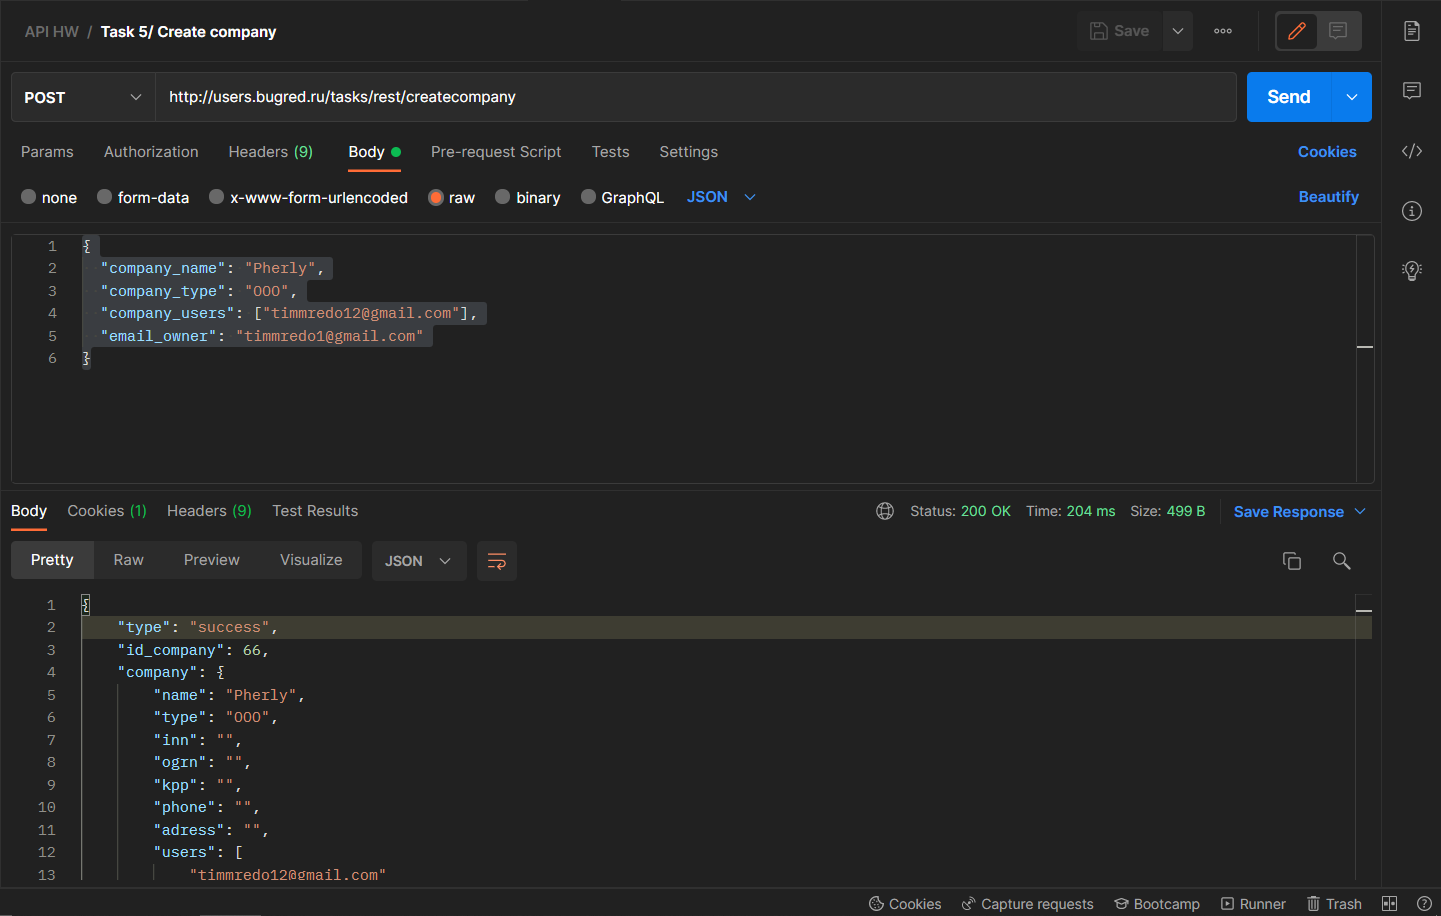 API HW / Task 5/ Create company
Save
POST
http://users.bugred.ru/tasks/rest/createcompany
Send
Params Authorization Headers (9) Body Pre-request Script Tests Settings Cookies
none form-data x-www-form-urlencoded raw binary GraphQL JSON Beautify
1 {
2 "company_name": "Pherly",
3 "company_type": "OOO",
4 "company_users": ["timmredo12@gmail.com"],
5 "email_owner": "timmredo1@gmail.com"
6 }
Body Cookies (1) Headers (9) Test Results Status: 200 OK Time: 204 ms Size: 499 B Save Response
Pretty Raw Preview Visualize JSON
1 {
2 "type": "success",
3 "id_company": 66,
4 "company": {
5 "name": "Pherly",
6 "type": "OOO",
7 "inn": "",
8 "ogrn": "",
9 "kpp": "",
10 "phone": "",
11 "adress": "",
12 "users": [
13 "timmredo12@gmail.com"
Cookies Capture requests Bootcamp Runner Trash